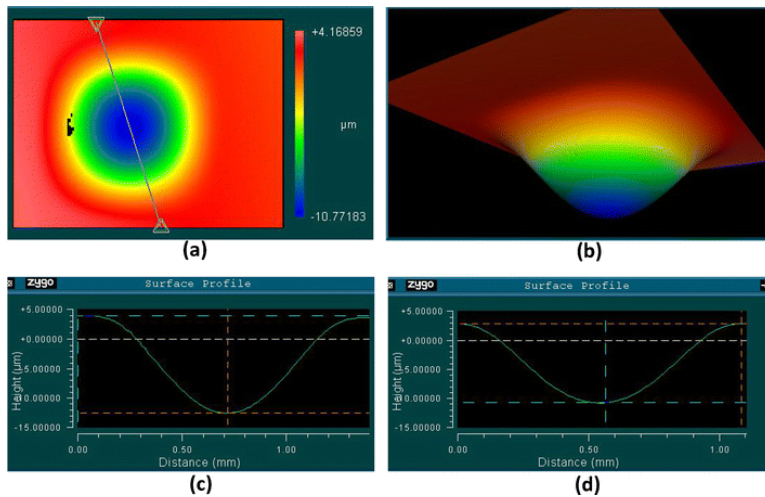 +4.16859
µm
-10.77183
(a)
(b)
zygo
Surface Profile
+5.00000
+0.00000
-5.00000
-10.00000
-15.00000
Height (µm)
0.00
0.50
1.00
Distance (mm)
(c)
zygo
Surface Profile
+5.00000
+0.00000
-5.00000
-10.00000
-15.00000
Height (µm)
0.00
0.50
1.00
Distance (mm)
(d)